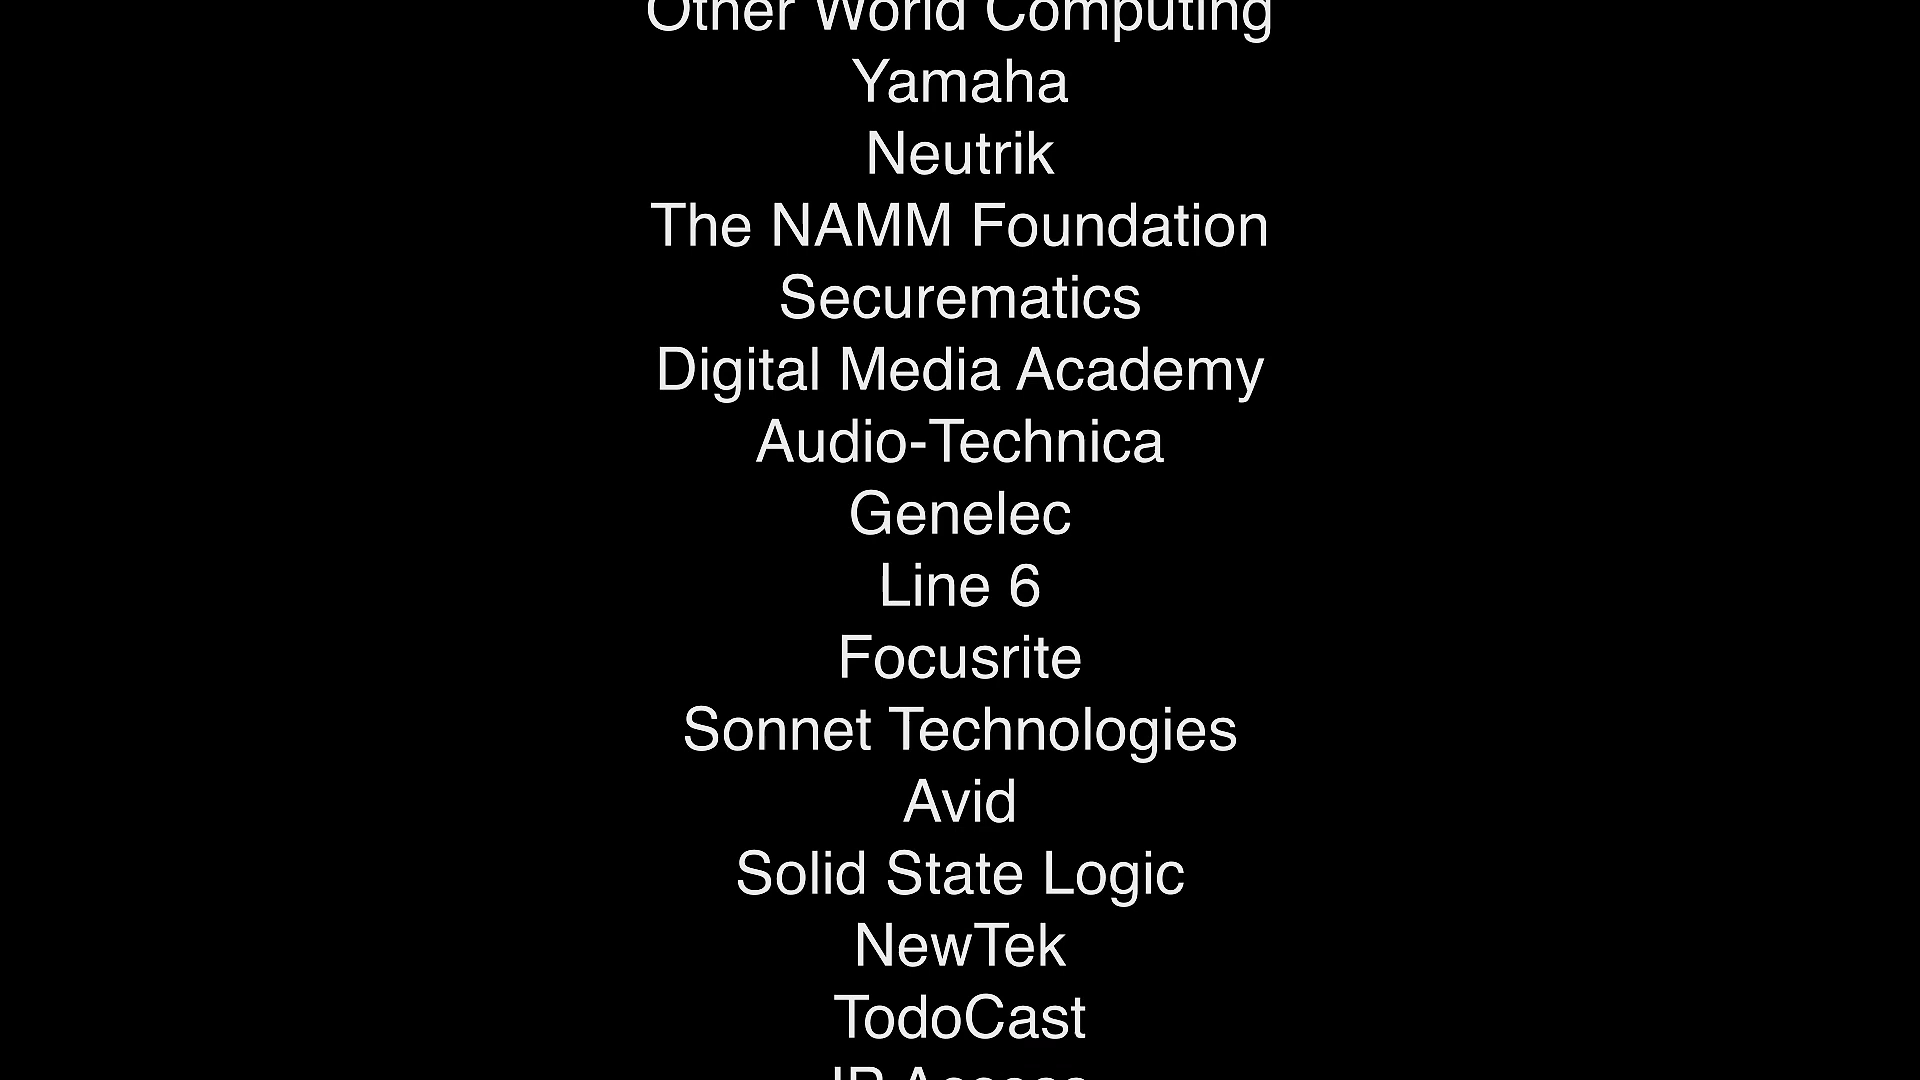 Other World Computing
Yamaha
Neutrik
The NAMM Foundation
Securematics
Digital Media Academy
Audio-Technica
Genelec
Line 6
Focusrite
Sonnet Technologies
Avid
Solid State Logic
NewTek
TodoCast